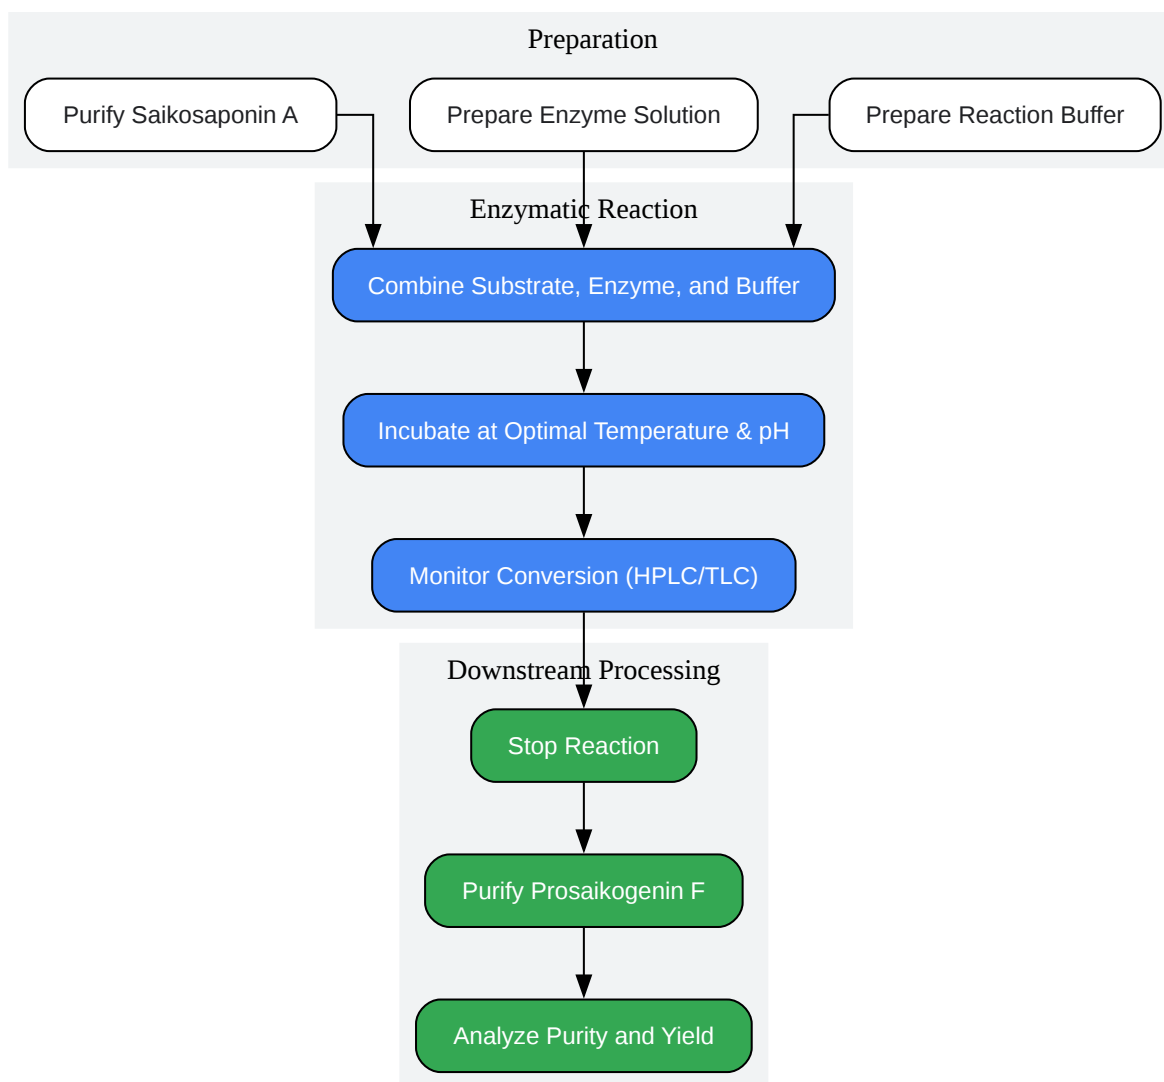 Preparation
Purify Saikosaponin A
Prepare Enzyme Solution
Prepare Reaction Buffer
Enzymatic Reaction
Combine Substrate, Enzyme, and Buffer
Incubate at Optimal Temperature & pH
Monitor Conversion (HPLC/TLC)
Downstream Processing
Stop Reaction
Purify Prosaikogenin F
Analyze Purity and Yield